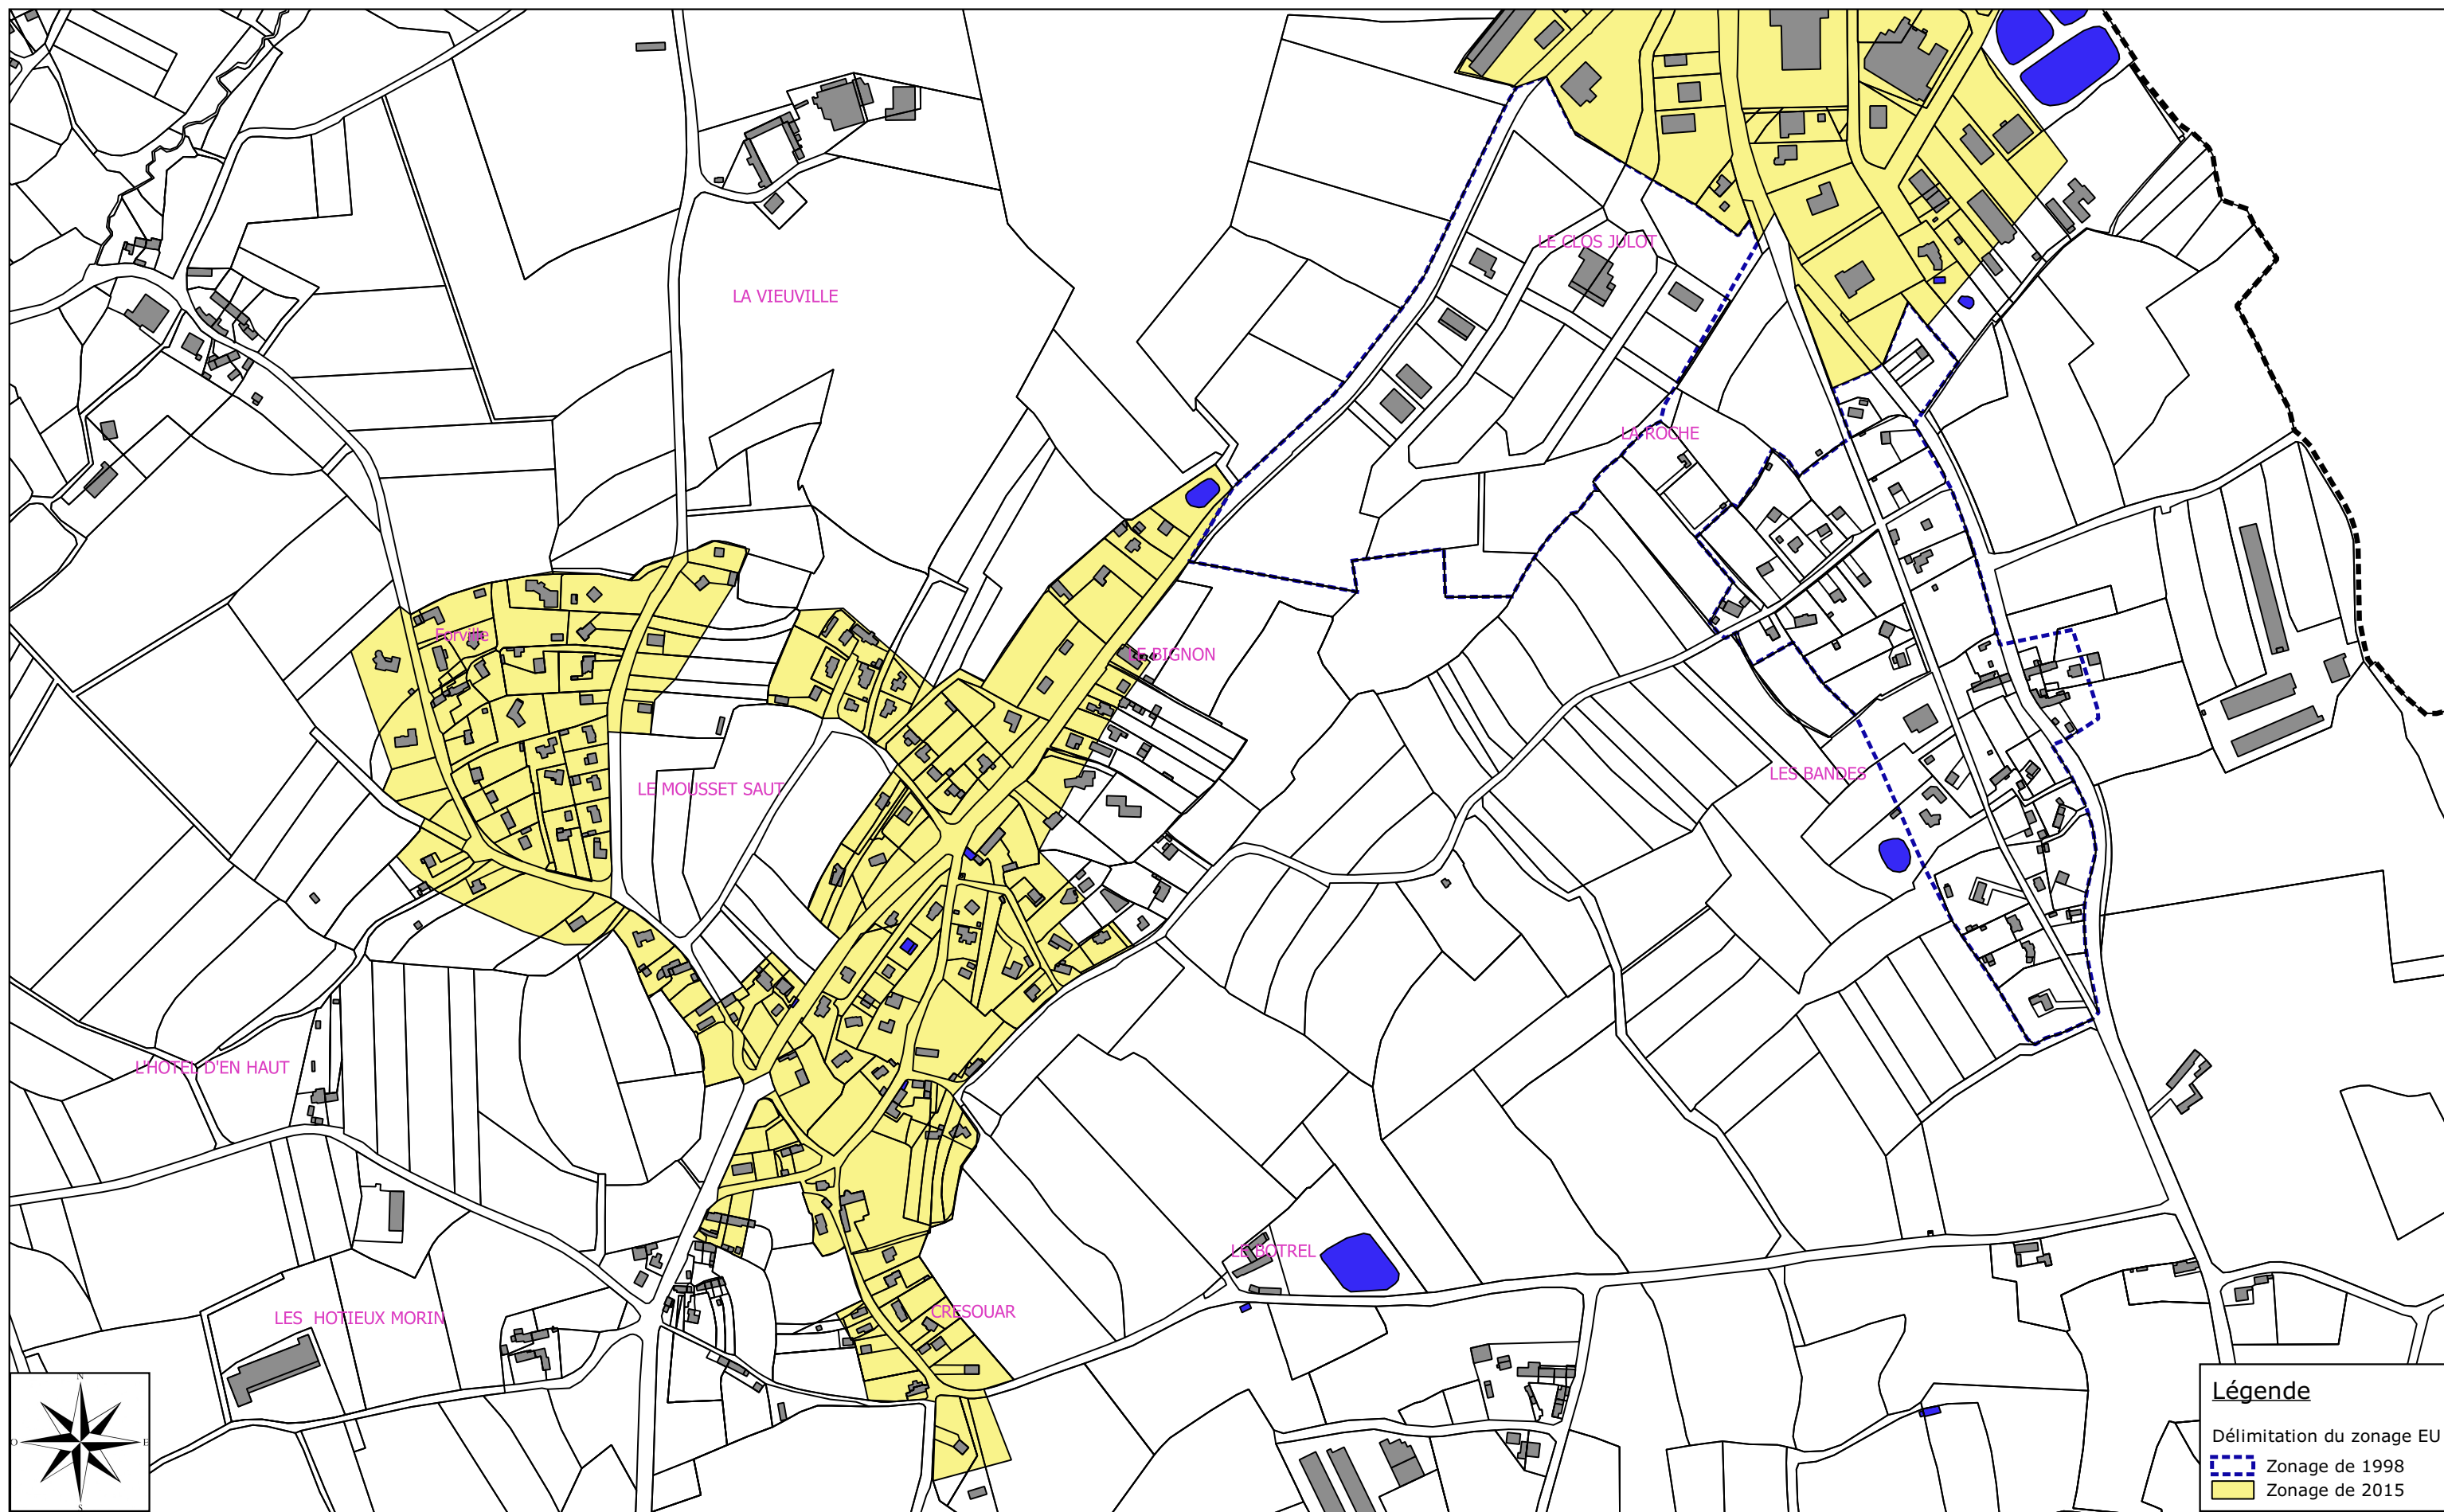 LE CLOS JULOT
LA VIEUVILLE
LA ROCHE
Forville
LE BIGNON
LES BANDES
LE MOUSSET SAUT
L'HOTEL D'EN HAUT
LE BOTREL
CRESOUAR
LES HOTIEUX MORIN
N
O
E
S
Légende
Délimitation du zonage EU
Zonage de 1998
Zonage de 2015